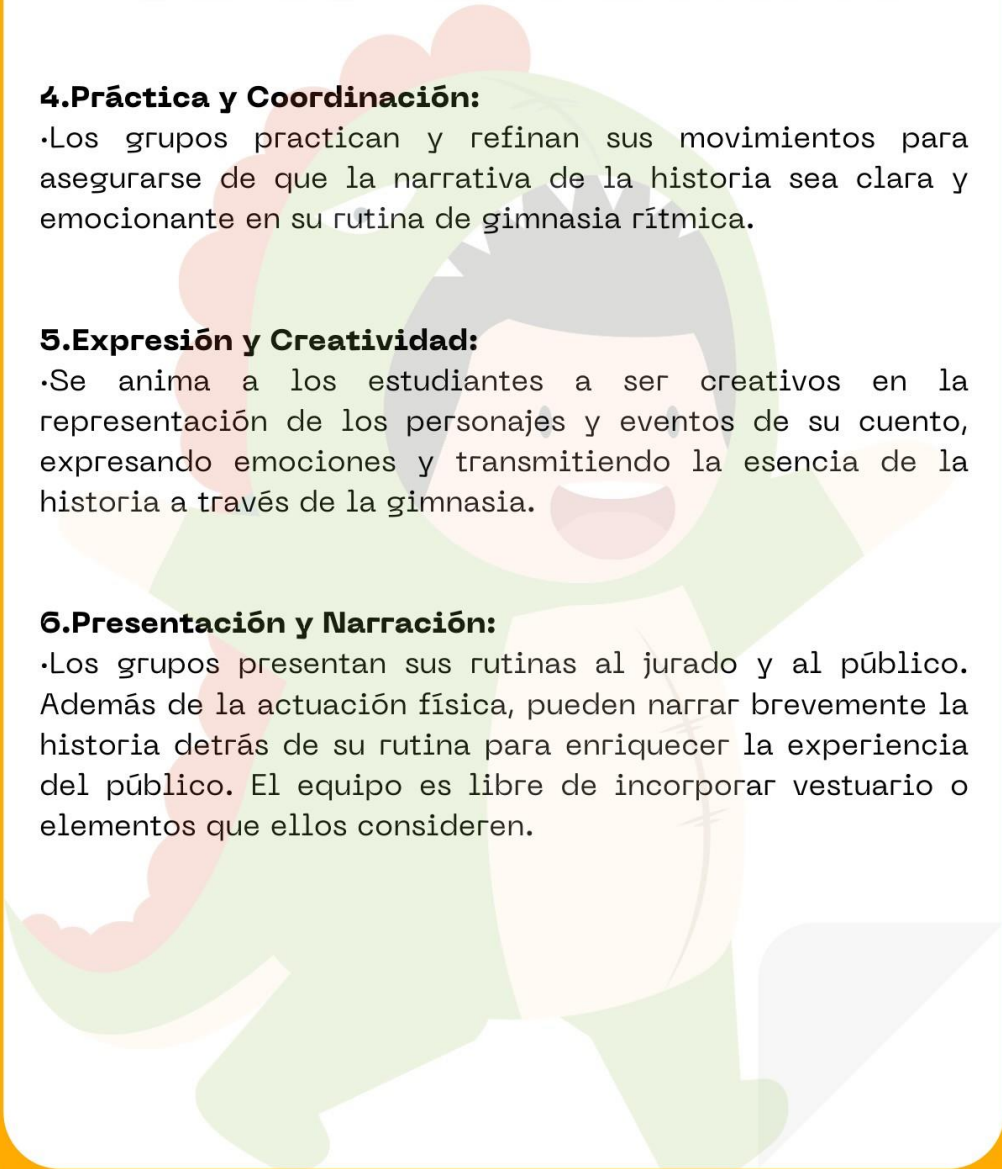 4.Práctica y Coordinación:
·Los grupos practican y refinan sus movimientos para
asegurarse de que la narrativa de la historia sea clara y
emocionante en su rutina de gimnasia rítmica.
5.Expresión y Creatividad:
·Se anima a los estudiantes a ser creativos en la
representación de los personajes y eventos de su cuento,
expresando emociones y transmitiendo la esencia de la
historia a través de la gimnasia.
6.Presentación y Narración:
·Los grupos presentan sus rutinas al jurado y al público.
Además de la actuación física, pueden narrar brevemente la
historia detrás de su rutina para enriquecer la experiencia
del público. El equipo es libre de incorporar vestuario o
elementos que ellos consideren.